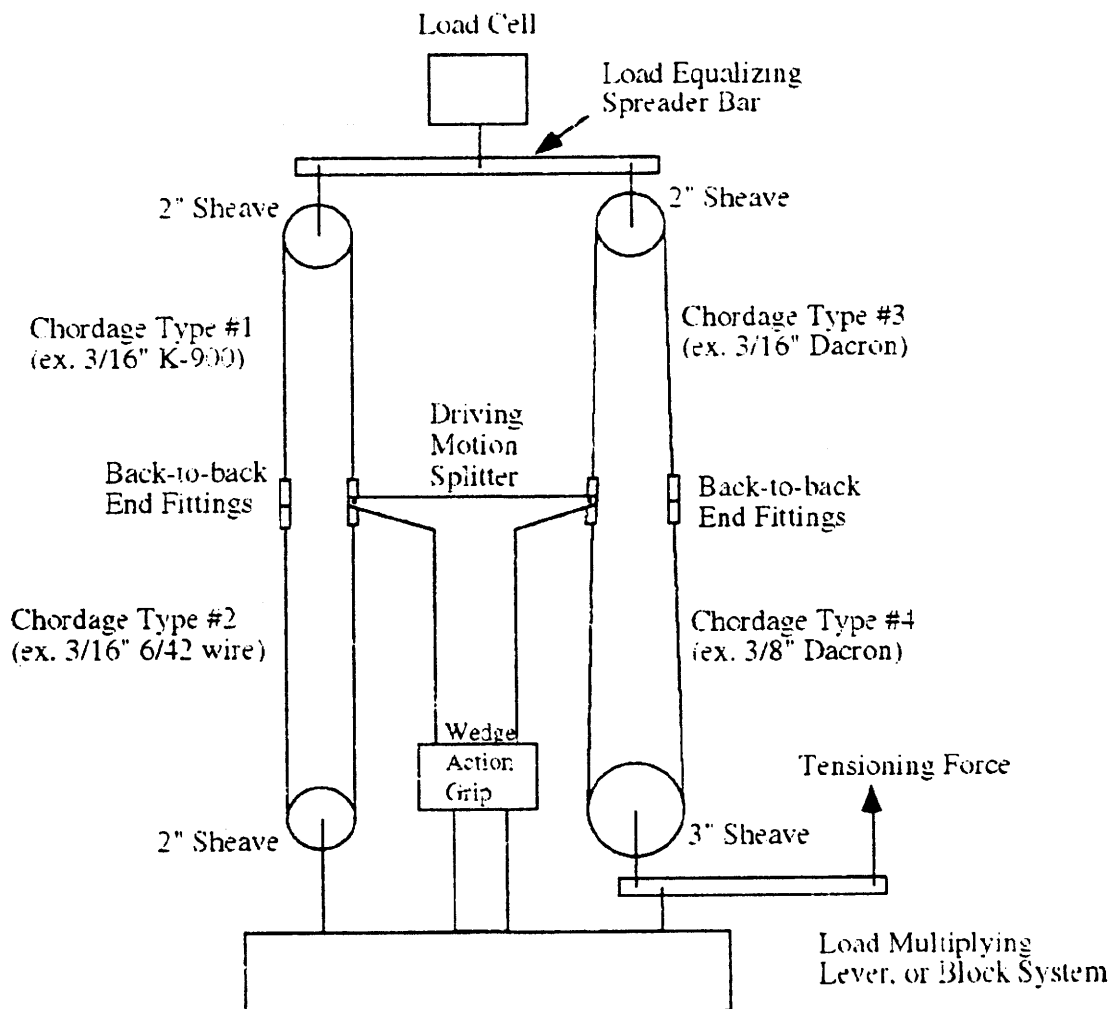 Load Cell
Load Equalizing
Spreader Bar
2" Sheave
2" Sheave
Chordage Type #1
(ex. 3/16" K-900)
Chordage Type #3
(ex. 3/16" Dacron)
Driving
Motion
Splitter
Back-to-back
End Fittings
Back-to-back
End Fittings
Chordage Type #2
(ex. 3/16" 6/42 wire)
Chordage Type #4
(ex. 3/8" Dacron)
Wedge
Action
Grip
Tensioning Force
2" Sheave
3" Sheave
Load Multiplying
Lever, or Block System